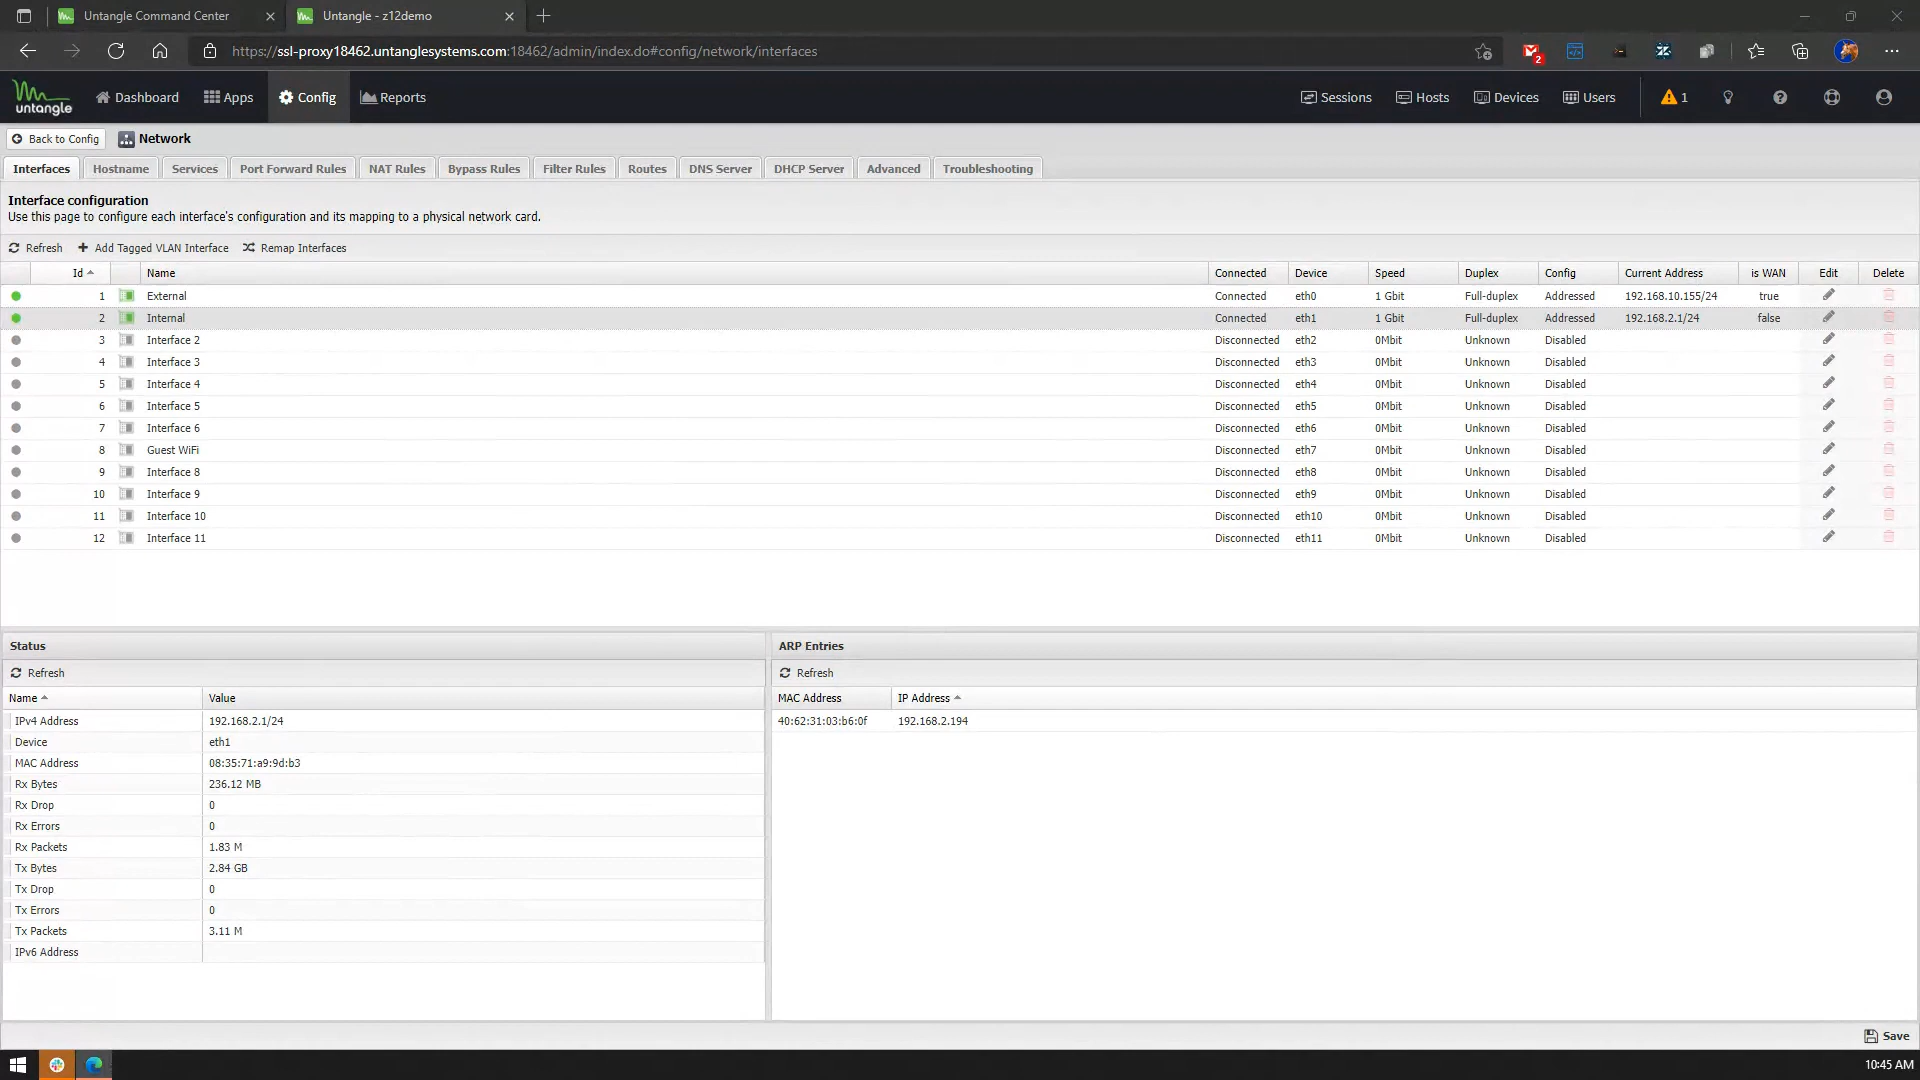 Untangle Command Center
Untangle - z12demo
https://ssl-proxy18462.untanglesystems.com:18462/admin/index.do#config/network/interfaces
2
untangle
Dashboard Apps Config Reports Sessions Hosts Devices Users 1
Back to Config Network
Interfaces Hostname Services Port Forward Rules NAT Rules Bypass Rules Filter Rules Routes DNS Server DHCP Server Advanced Troubleshooting
Interface configuration
Use this page to configure each interface's configuration and its mapping to a physical network card.
Refresh Add Tagged VLAN Interface Remap Interfaces
Id Name Connected Device Speed Duplex Config Current Address is WAN Edit Delete
1 External Connected eth0 1 Gbit Full-duplex Addressed 192.168.10.155/24 true
2 Internal Connected eth1 1 Gbit Full-duplex Addressed 192.168.2.1/24 false
3 Interface 2 Disconnected eth2 0Mbit Unknown Disabled
4 Interface 3 Disconnected eth3 0Mbit Unknown Disabled
5 Interface 4 Disconnected eth4 0Mbit Unknown Disabled
6 Interface 5 Disconnected eth5 0Mbit Unknown Disabled
7 Interface 6 Disconnected eth6 0Mbit Unknown Disabled
8 Guest WiFi Disconnected eth7 0Mbit Unknown Disabled
9 Interface 8 Disconnected eth8 0Mbit Unknown Disabled
10 Interface 9 Disconnected eth9 0Mbit Unknown Disabled
11 Interface 10 Disconnected eth10 0Mbit Unknown Disabled
12 Interface 11 Disconnected eth11 0Mbit Unknown Disabled
Status
Refresh
Name Value
IPv4 Address 192.168.2.1/24
Device eth1
MAC Address 08:35:71:a9:9d:b3
Rx Bytes 236.12 MB
Rx Drop 0
Rx Errors 0
Rx Packets 1.83 M
Tx Bytes 2.84 GB
Tx Drop 0
Tx Errors 0
Tx Packets 3.11 M
IPv6 Address
ARP Entries
Refresh
MAC Address IP Address
40:62:31:03:b6:0f 192.168.2.194
Save
10:45 AM